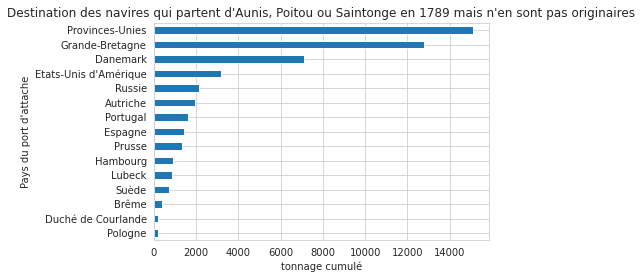 Destination des navires qui partent d'Aunis, Poitou ou Saintonge en 1789 mais n'en sont pas originaires
Pays du port d'attache
Provinces-Unies
Grande-Bretagne
Danemark
Etats-Unis d'Amérique
Russie
Autriche
Portugal
Espagne
Prusse
Hambourg
Lubeck
Suède
Brême
Duché de Courlande
Pologne
0 2000 4000 6000 8000 10000 12000 14000
tonnage cumulé